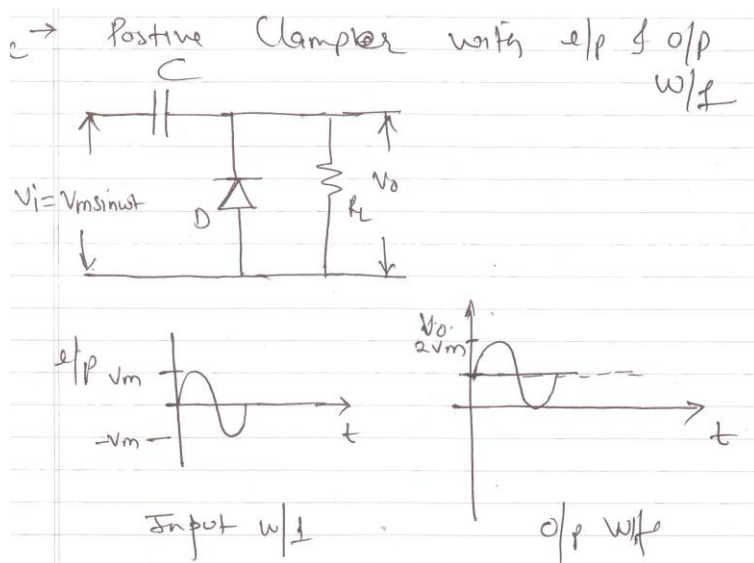 c → Postive Clamper with i/p & o/p
w/f
C
Vi = Vmsinwt
D
RL
Vo
i/p Vm
-Vm
t
Input w/f
Vo
2Vm
t
o/p w/f